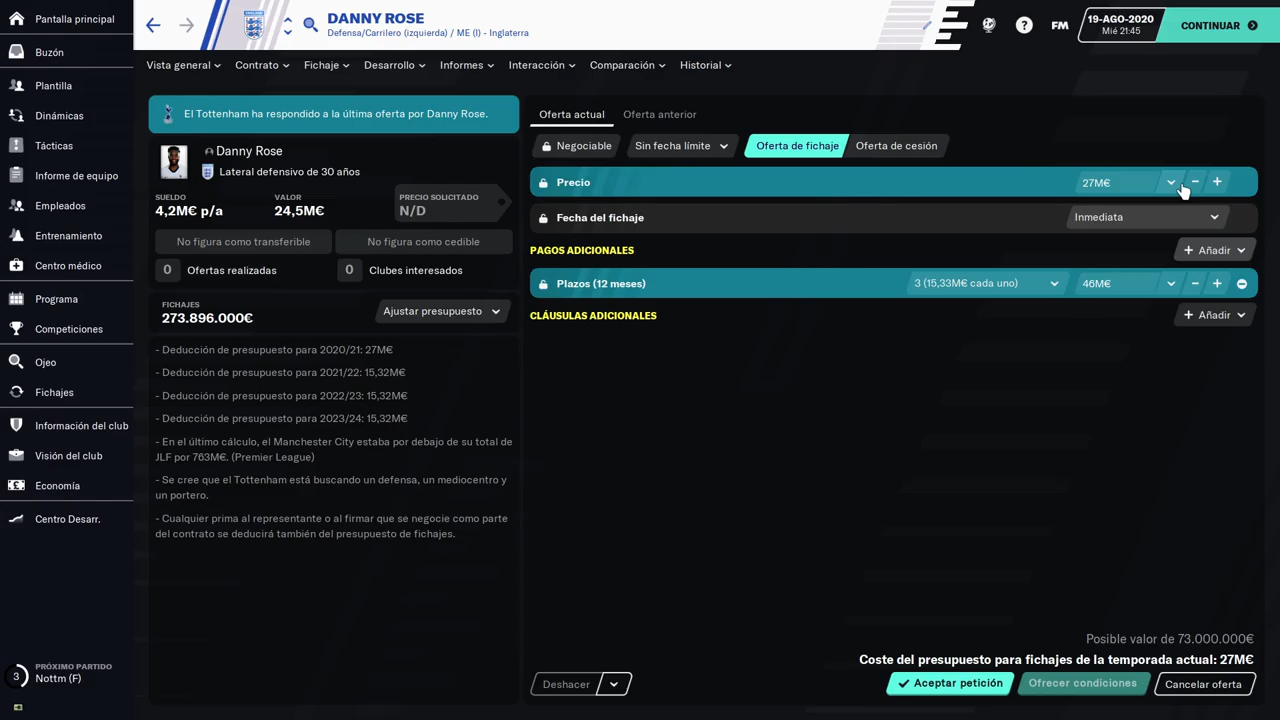 Pantalla principal
Buzón
Plantilla
Dinámicas
Tácticas
Informe de equipo
Empleados
Entrenamiento
Centro médico
Programa
Competiciones
Ojeo
Fichajes
Información del club
Visión del club
Economía
Centro Desarr.
3
PRÓXIMO PARTIDO
Nottm (F)
DANNY ROSE
Defensa/Carrilero (izquierda) / ME (I) - Inglaterra
?
FM
19-AGO-2020
Mié 21:45
CONTINUAR
Vista general
Contrato
Fichaje
Desarrollo
Informes
Interacción
Comparación
Historial
El Tottenham ha respondido a la última oferta por Danny Rose.
Danny Rose
Lateral defensivo de 30 años
SUELDO
4,2M€ p/a
VALOR
24,5M€
PRECIO SOLICITADO
N/D
No figura como transferible
No figura como cedible
0 Ofertas realizadas
0 Clubes interesados
FICHAJES
273.896.000€
Ajustar presupuesto
- Deducción de presupuesto para 2020/21: 27M€
- Deducción de presupuesto para 2021/22: 15,32M€
- Deducción de presupuesto para 2022/23: 15,32M€
- Deducción de presupuesto para 2023/24: 15,32M€
- En el último cálculo, el Manchester City estaba por debajo de su total de
JLF por 763M€. (Premier League)
- Se cree que el Tottenham está buscando un defensa, un mediocentro y
un portero.
- Cualquier prima al representante o al firmar que se negocie como parte
del contrato se deducirá también del presupuesto de fichajes.
Oferta actual
Oferta anterior
Negociable
Sin fecha límite
Oferta de fichaje
Oferta de cesión
Precio
27M€
Fecha del fichaje
Inmediata
PAGOS ADICIONALES
Añadir
Plazos (12 meses)
3 (15,33M€ cada uno)
46M€
CLÁUSULAS ADICIONALES
Añadir
Posible valor de 73.000.000€
Coste del presupuesto para fichajes de la temporada actual: 27M€
Deshacer
Aceptar petición
Ofrecer condiciones
Cancelar oferta